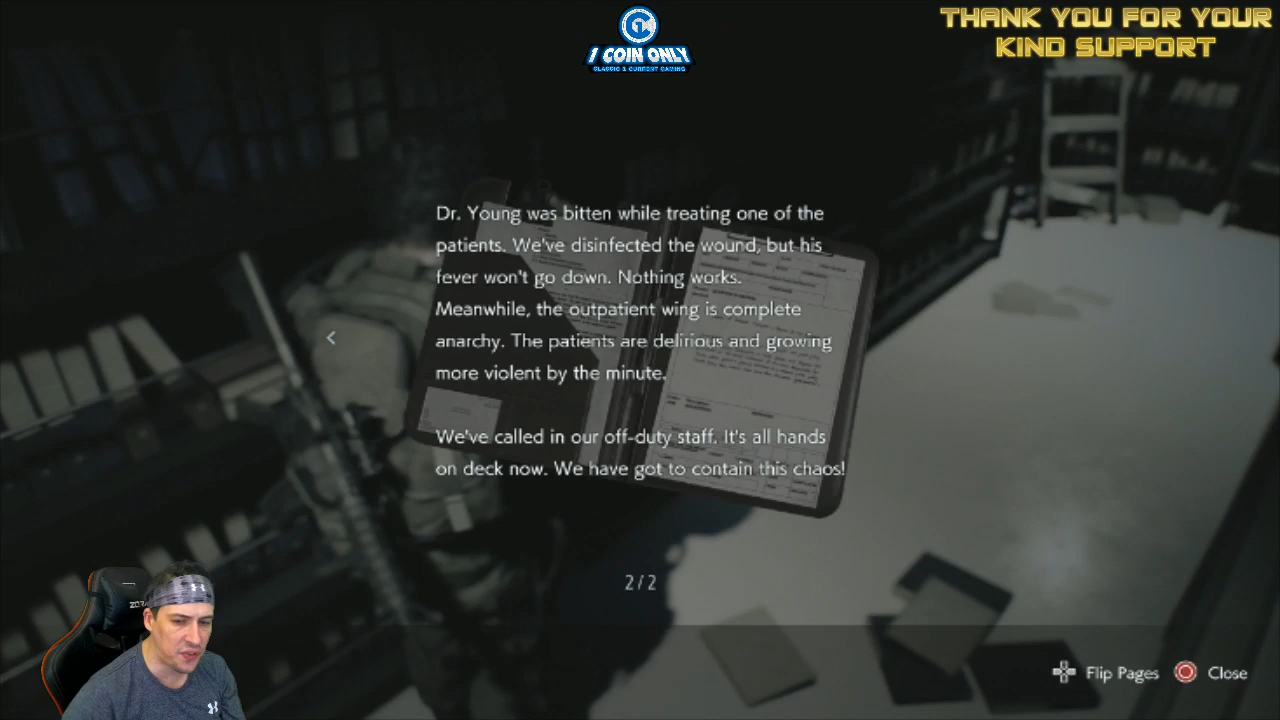 THANK YOU FOR YOUR
KIND SUPPORT
1 COIN ONLY
CLASSIC & CURRENT GAMING
Dr. Young was bitten while treating one of the
patients. We've disinfected the wound, but his
fever won't go down. Nothing works.
Meanwhile, the outpatient wing is complete
anarchy. The patients are delirious and growing
more violent by the minute.
We've called in our off-duty staff. It's all hands
on deck now. We have got to contain this chaos!
2/2
Flip Pages
Close